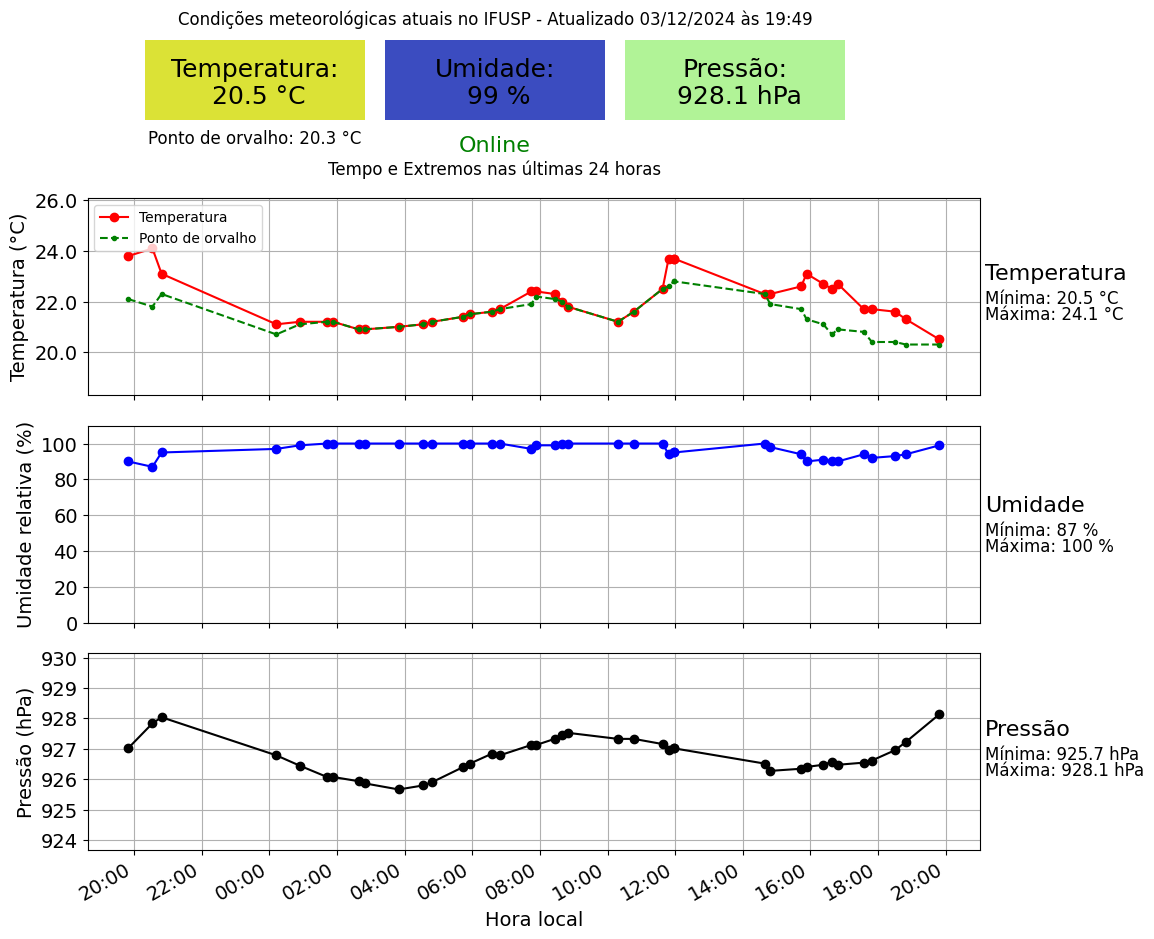 Condições meteorológicas atuais no IFUSP - Atualizado 03/12/2024 às 19:49
Temperatura:
20.5 °C
Umidade:
99 %
Pressão:
928.1 hPa
Ponto de orvalho: 20.3 °C
Online
Tempo e Extremos nas últimas 24 horas
Temperatura (°C)
26.0
24.0
22.0
20.0
Temperatura
Ponto de orvalho
Temperatura
Mínima: 20.5 °C
Máxima: 24.1 °C
Umidade relativa (%)
100
80
60
40
20
0
Umidade
Mínima: 87 %
Máxima: 100 %
Pressão (hPa)
930
929
928
927
926
925
924
Pressão
Mínima: 925.7 hPa
Máxima: 928.1 hPa
20:00 22:00 00:00 02:00 04:00 06:00 08:00 10:00 12:00 14:00 16:00 18:00 20:00
Hora local